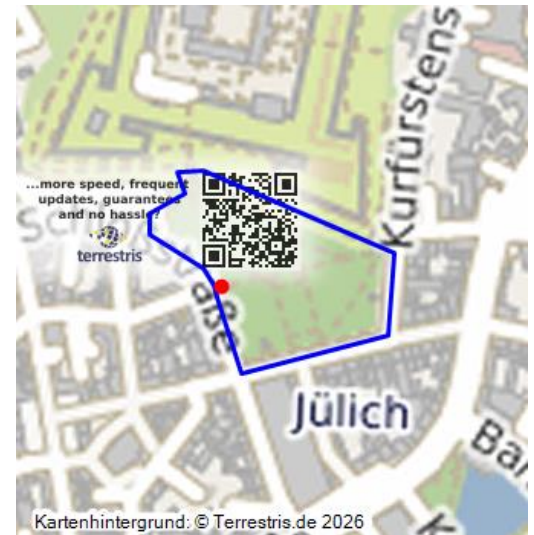 Kurfürstens
...more speed, frequent
updates, guarantees
and no hassle?
terrestris
aße
Jülich
Ba
K
Kartenhintergrund: © Terrestris.de 2026